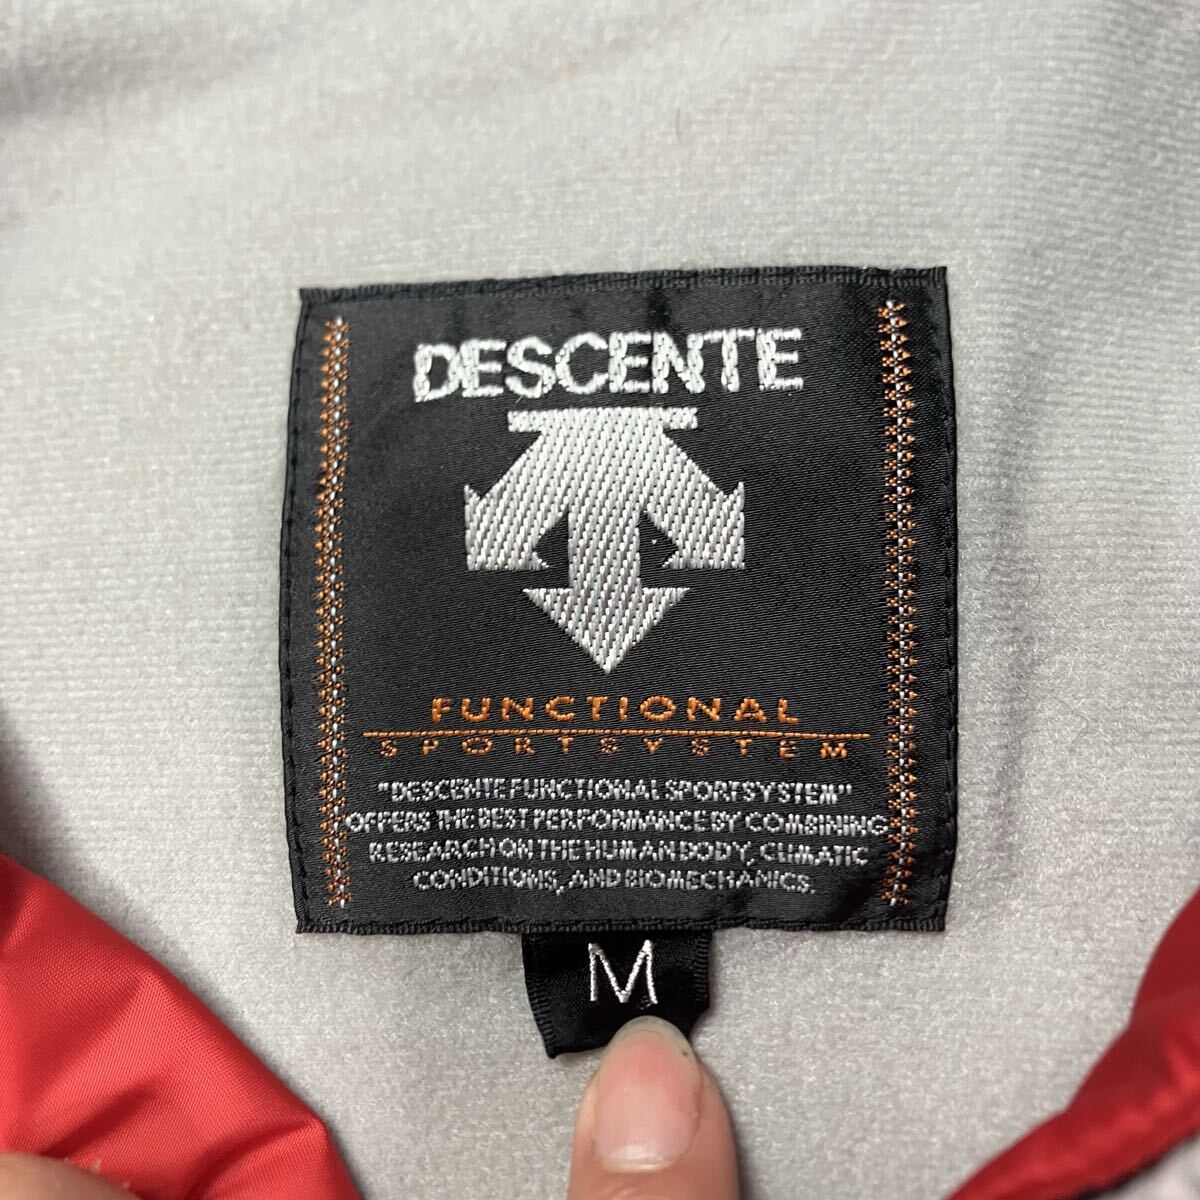 DESCENTE
FUNCTIONAL
SPORTSYSTEM
"DESCENTE FUNCTIONAL SPORTSYSTEM"
OFFERS THE BEST PERFORMANCE BY COMBINING
RESEARCH ON THE HUMAN BODY, CLIMATIC
CONDITIONS, AND BIOMECHANICS.
M